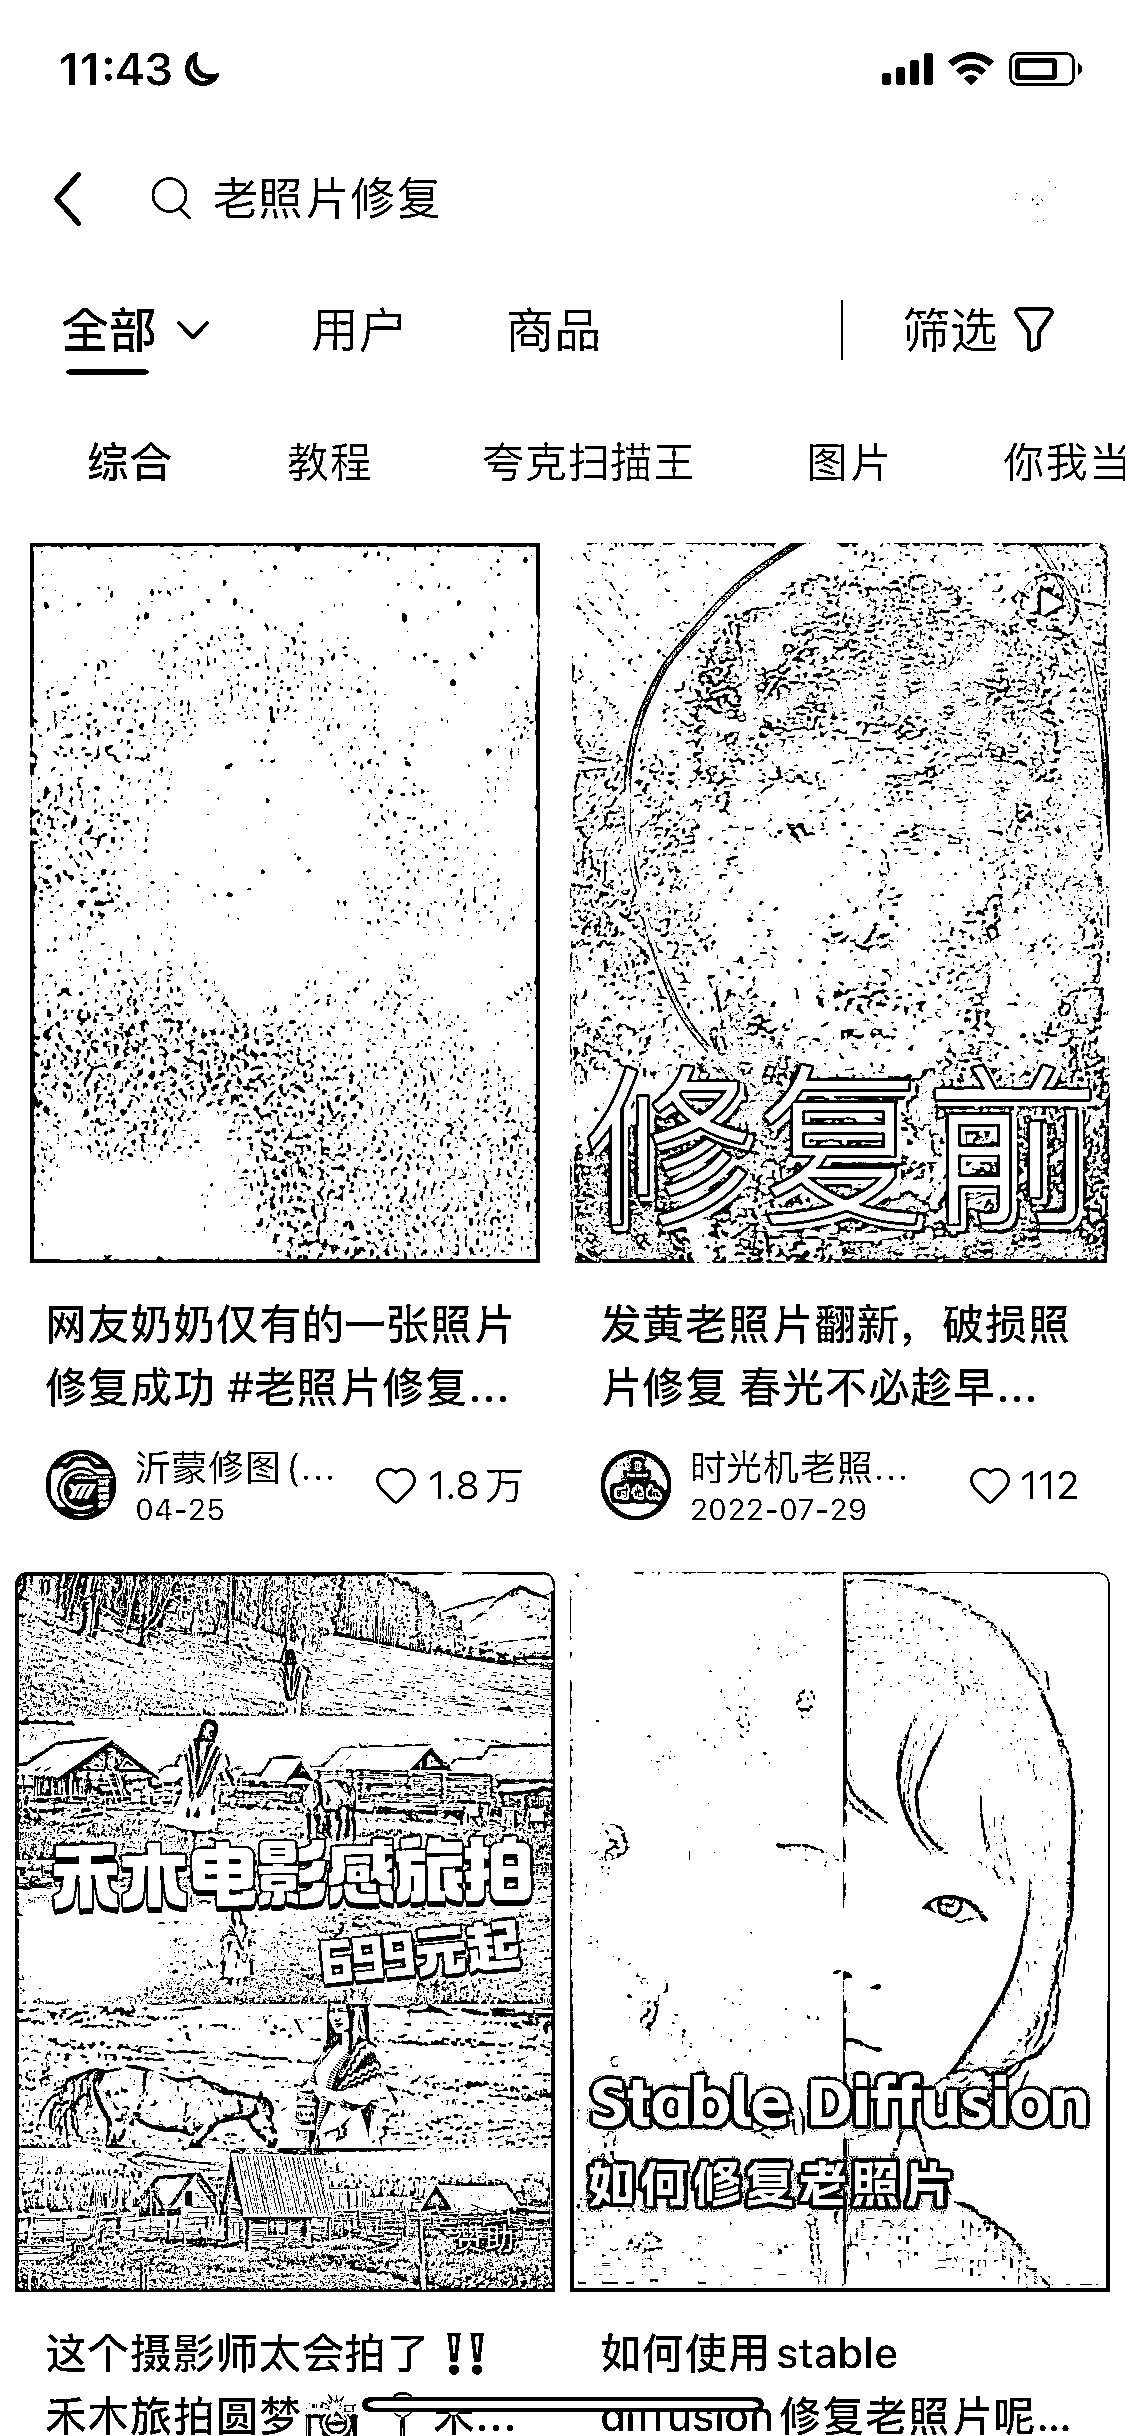 11:43
老照片修复
全部 用户 商品 筛选
综合 教程 夸克扫描王 图片 你我当
修复前
网友奶奶仅有的一张照片
修复成功 #老照片修复...
沂蒙修图(...
04-25
1.8万
发黄老照片翻新，破损照
片修复 春光不必趁早...
时光机老照...
2022-07-29
112
禾木电影感旅拍
699元起
赞助
Stable Diffusion
如何修复老照片
这个摄影师太会拍了‼️
禾木旅拍圆梦📸 禾...
如何使用stable
diffusion修复老照片呢...